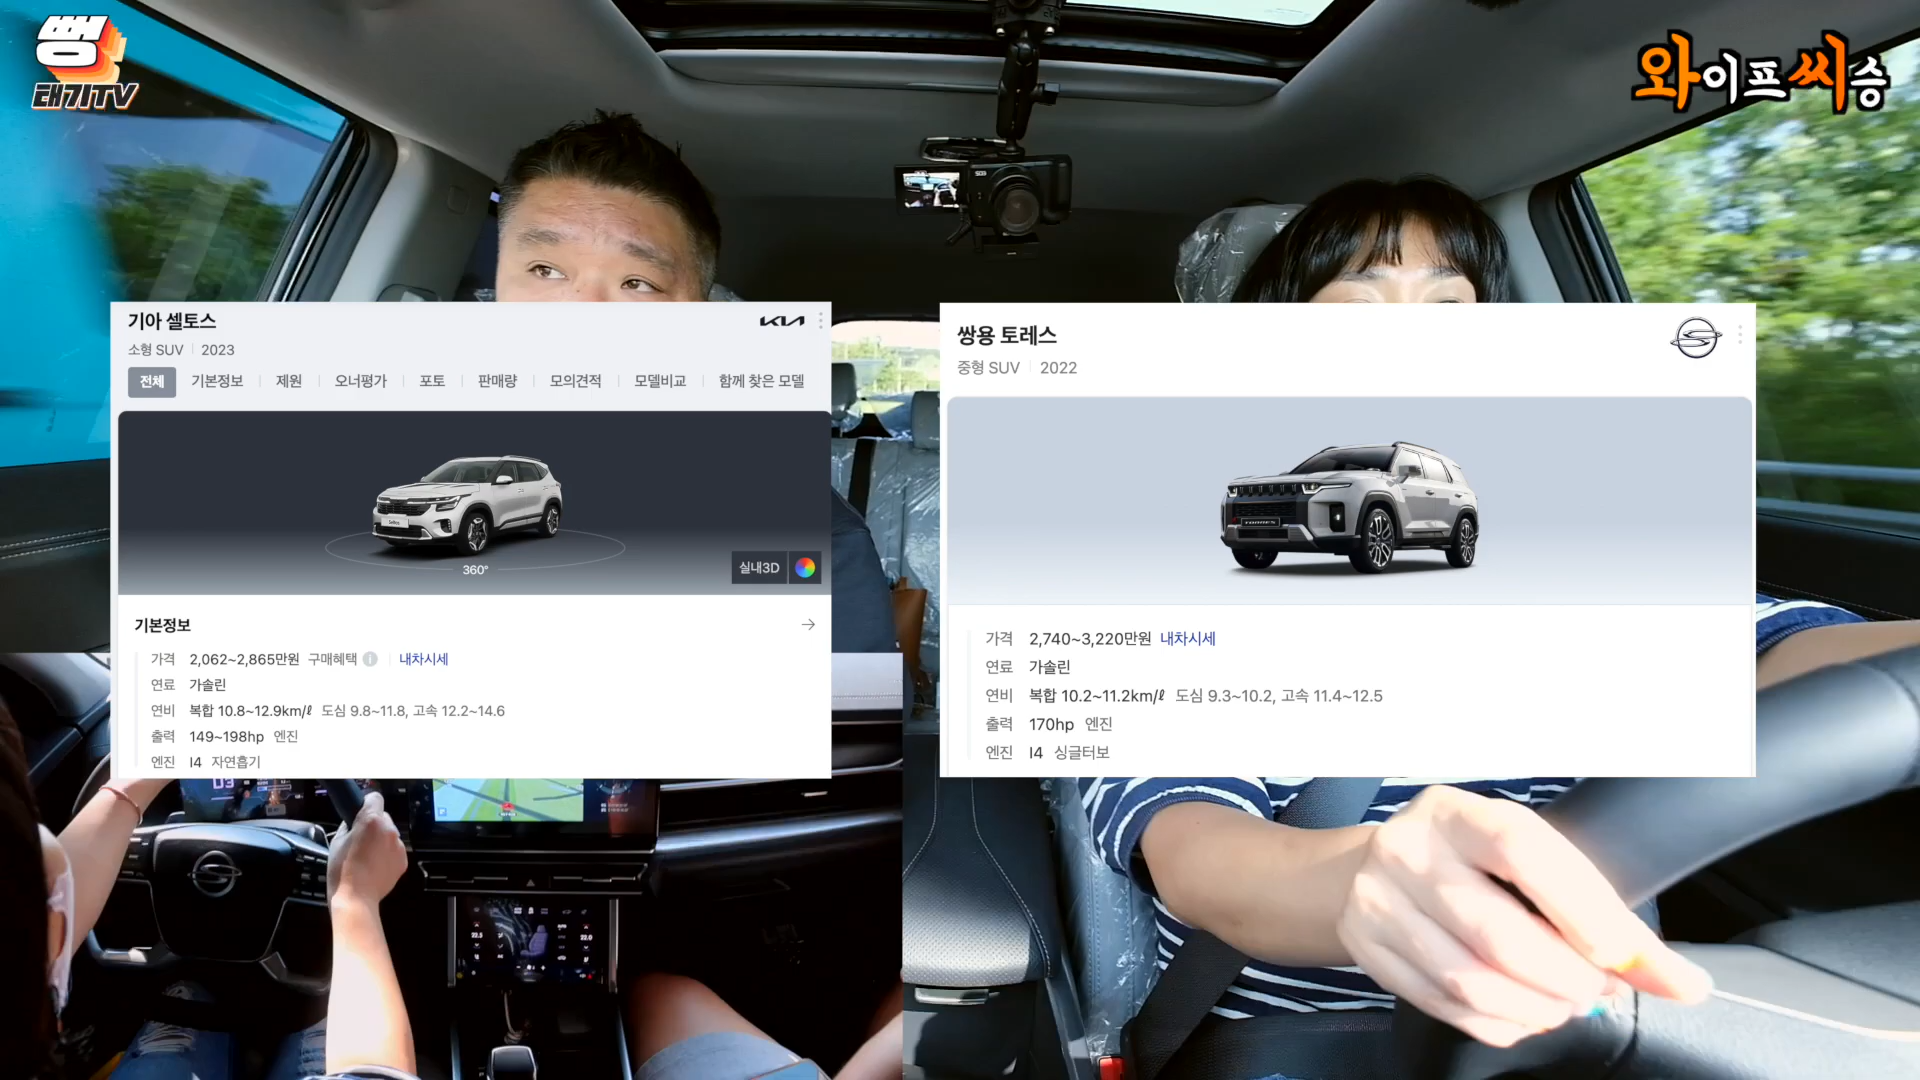 쌩
태기TV
와이프씨승
기아 셀토스
KIA
소형 SUV 2023
전체 기본정보 제원 오너평가 포토 판매량 모의견적 모델비교 함께 찾은 모델
360°
실내3D
기본정보
가격 2,062~2,865만원 구매혜택 내차시세
연료 가솔린
연비 복합 10.8~12.9km/ℓ 도심 9.8~11.8, 고속 12.2~14.6
출력 149~198hp 엔진
엔진 I4 자연흡기
쌍용 토레스
중형 SUV 2022
TORRES
가격 2,740~3,220만원 내차시세
연료 가솔린
연비 복합 10.2~11.2km/ℓ 도심 9.3~10.2, 고속 11.4~12.5
출력 170hp 엔진
엔진 I4 싱글터보
22.5
22.0